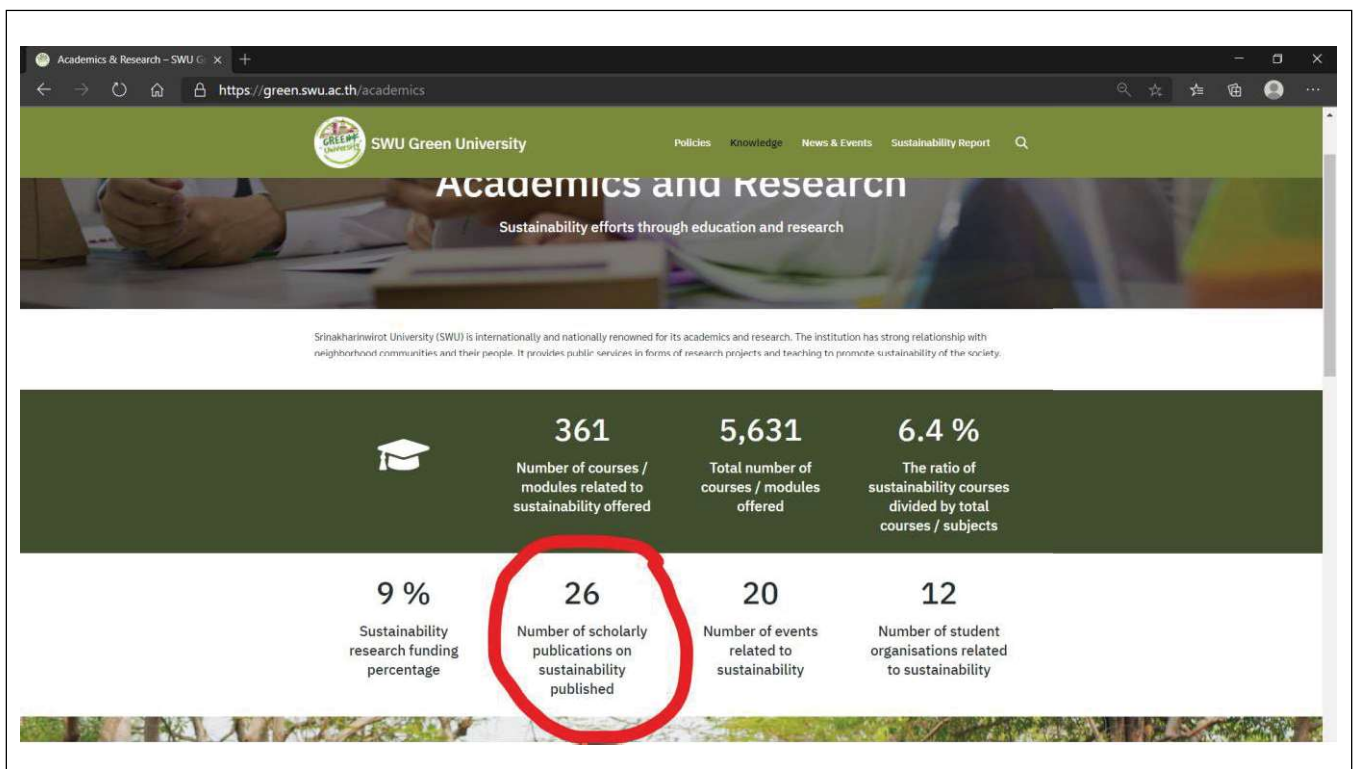 Academics & Research – SWU G
https://green.swu.ac.th/academics
GREEN
University
SWU Green University
Policies Knowledge News & Events Sustainability Report
Academics and Research
Sustainability efforts through education and research
Srinakharinwirot University (SWU) is internationally and nationally renowned for its academics and research. The institution has strong relationship with
neighborhood communities and their people. It provides public services in forms of research projects and teaching to promote sustainability of the society.
361
Number of courses /
modules related to
sustainability offered
5,631
Total number of
courses / modules
offered
6.4 %
The ratio of
sustainability courses
divided by total
courses / subjects
9 %
Sustainability
research funding
percentage
26
Number of scholarly
publications on
sustainability
published
20
Number of events
related to
sustainability
12
Number of student
organisations related
to sustainability